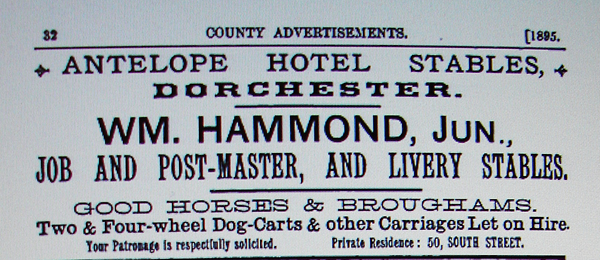 32 COUNTY ADVERTISEMENTS. [1895.
ANTELOPE HOTEL STABLES,
DORCHESTER.
WM. HAMMOND, JUN.,
JOB AND POST-MASTER, AND LIVERY STABLES.
GOOD HORSES & BROUGHAMS.
Two & Four-wheel Dog-Carts & other Carriages Let on Hire.
Your Patronage is respectfully solicited. Private Residence: 50, SOUTH STREET.